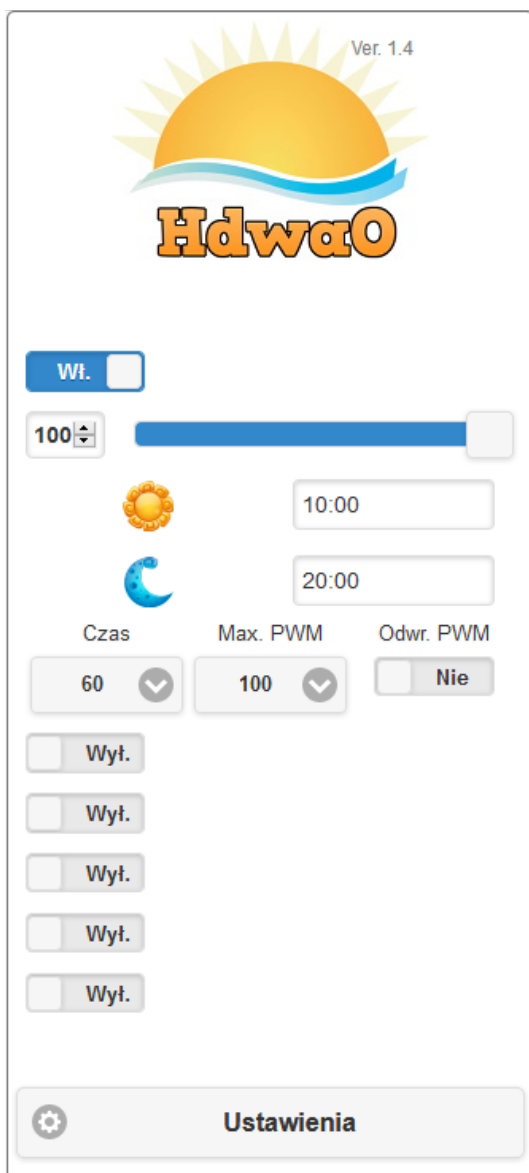 Ver. 1.4
HdwaO
Wł.
100
10:00
20:00
Czas Max. PWM Odwr. PWM
60 100 Nie
Wył.
Wył.
Wył.
Wył.
Wył.
Ustawienia